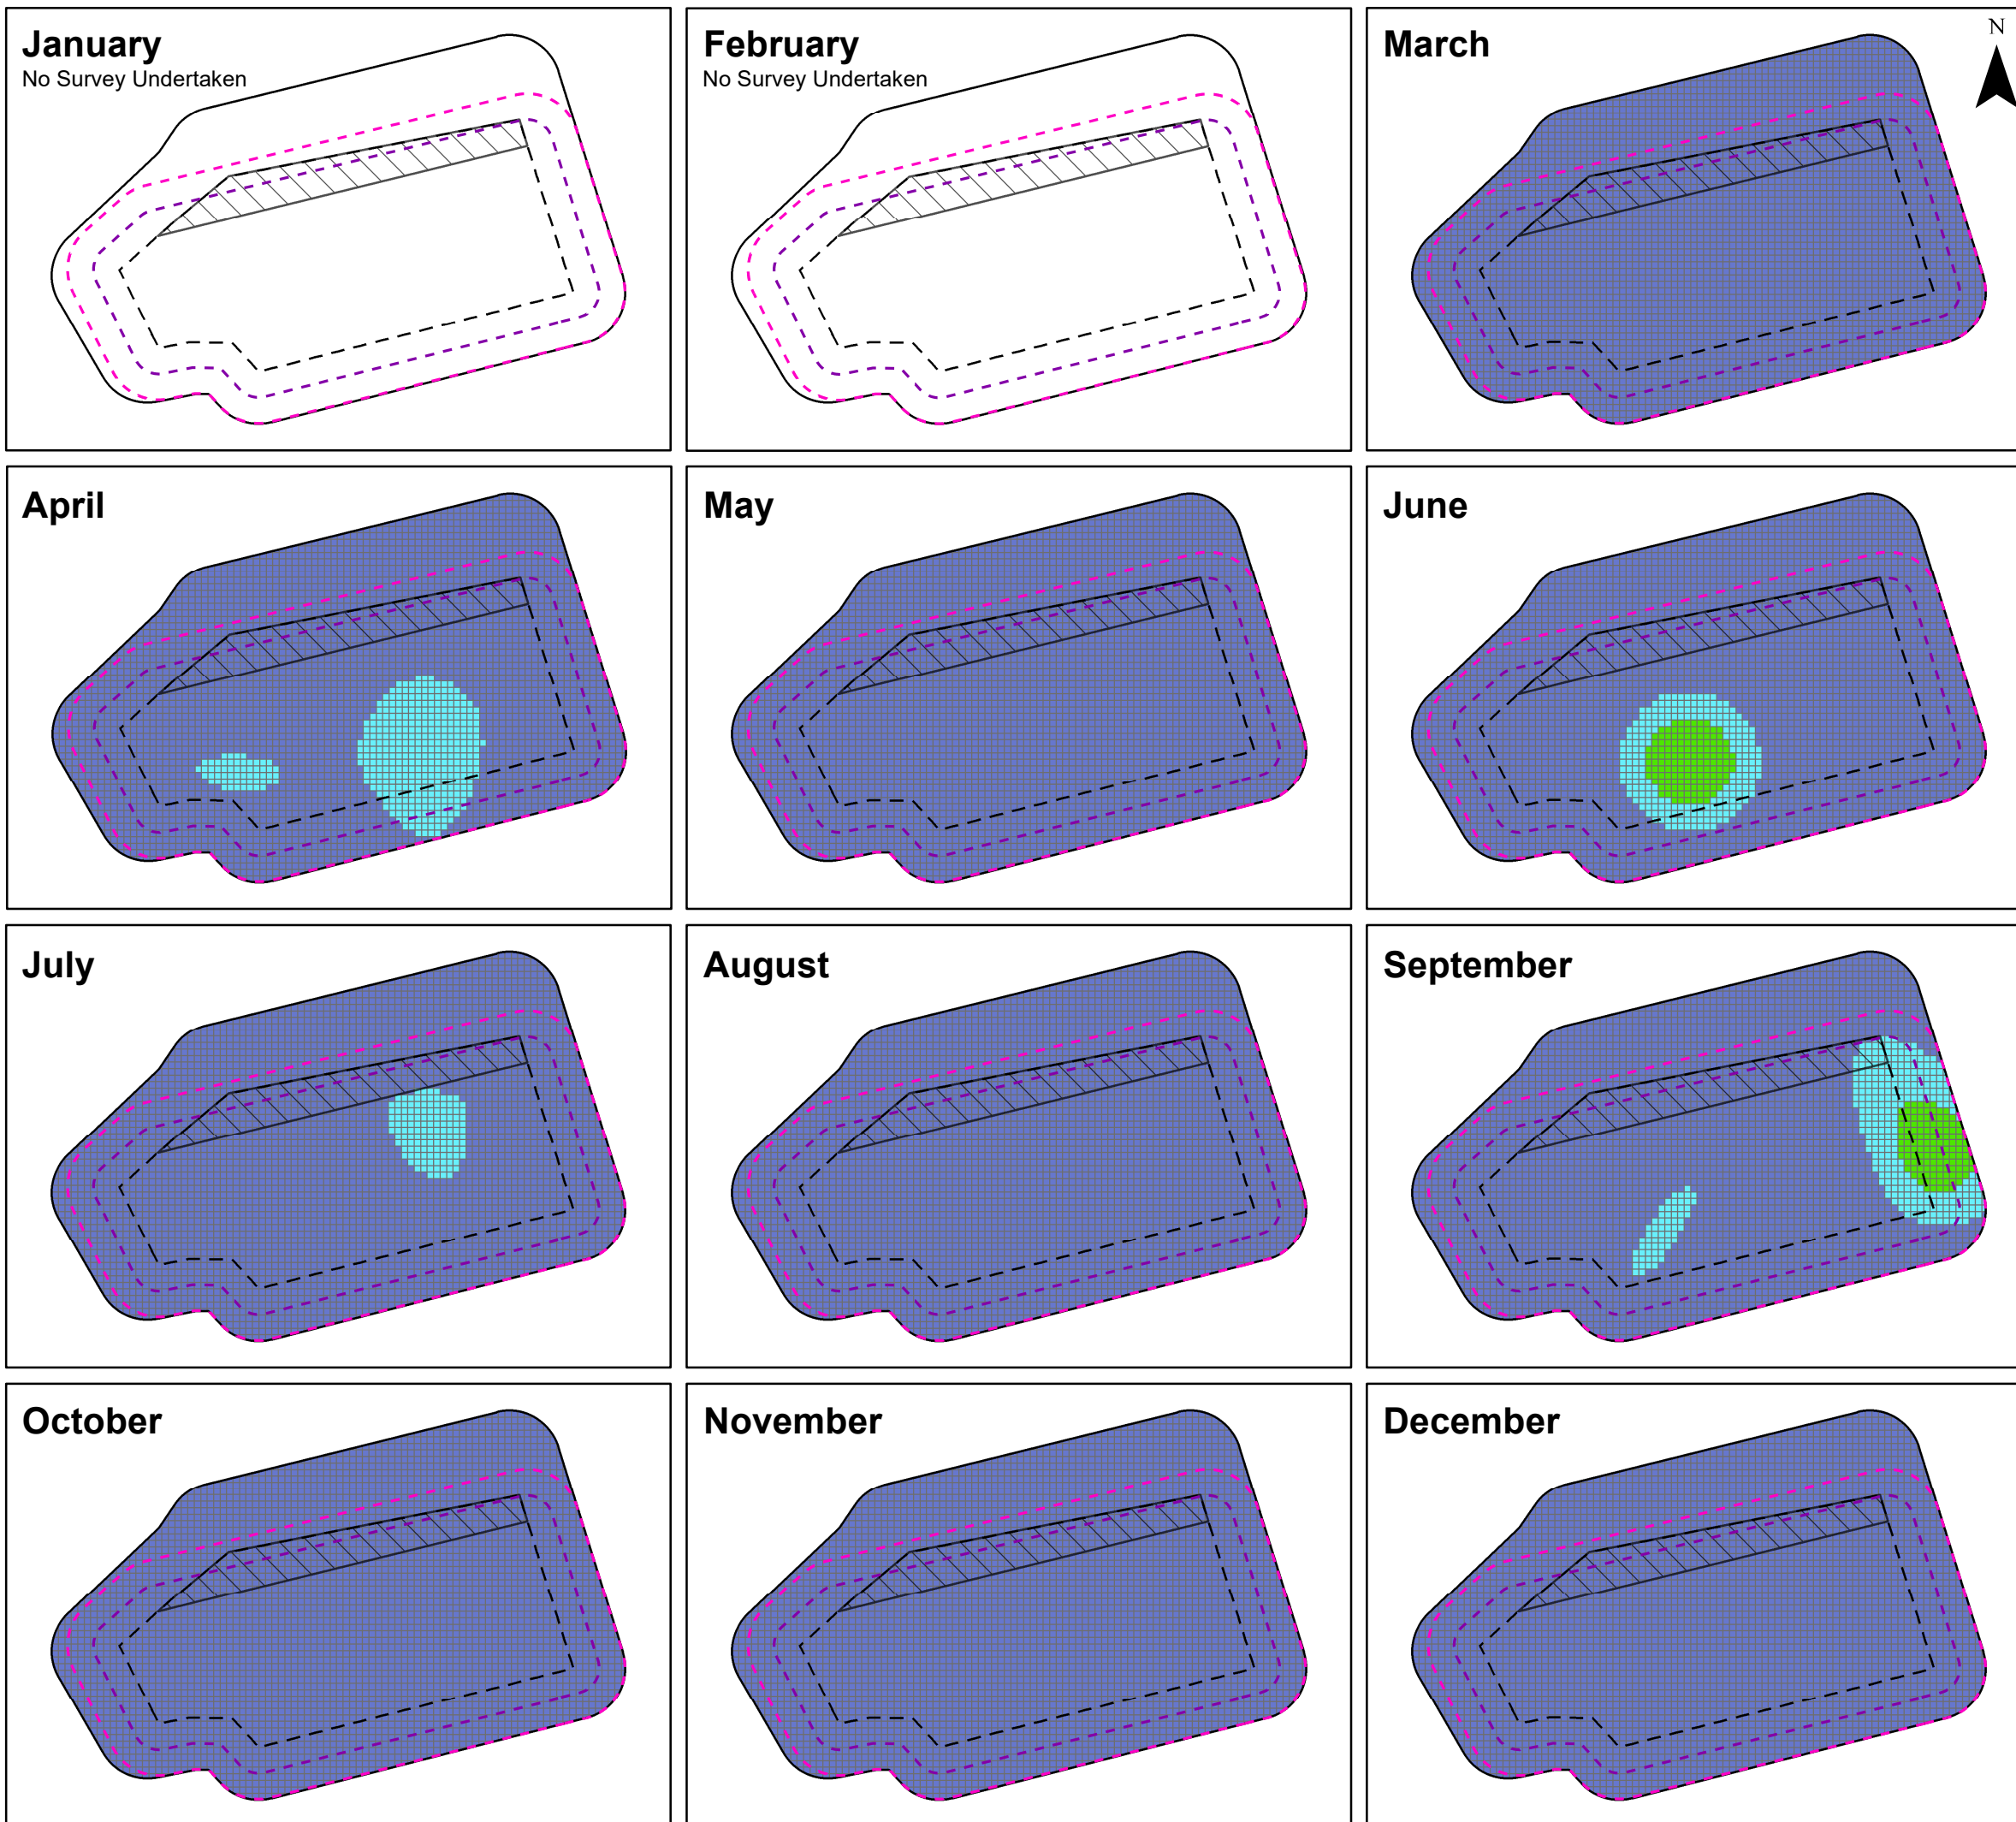 January
No Survey Undertaken
February
No Survey Undertaken
March
N
April
May
June
July
August
September
October
November
December